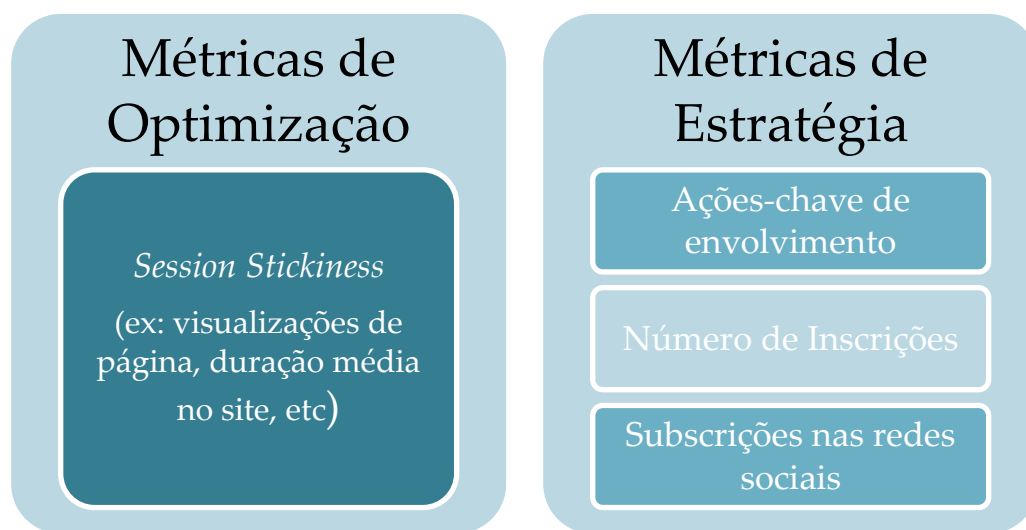 Métricas de
Optimização
Session Stickiness
(ex: visualizações de
página, duração média
no site, etc)
Métricas de
Estratégia
Ações-chave de
envolvimento
Número de Inscrições
Subscrições nas redes
sociais